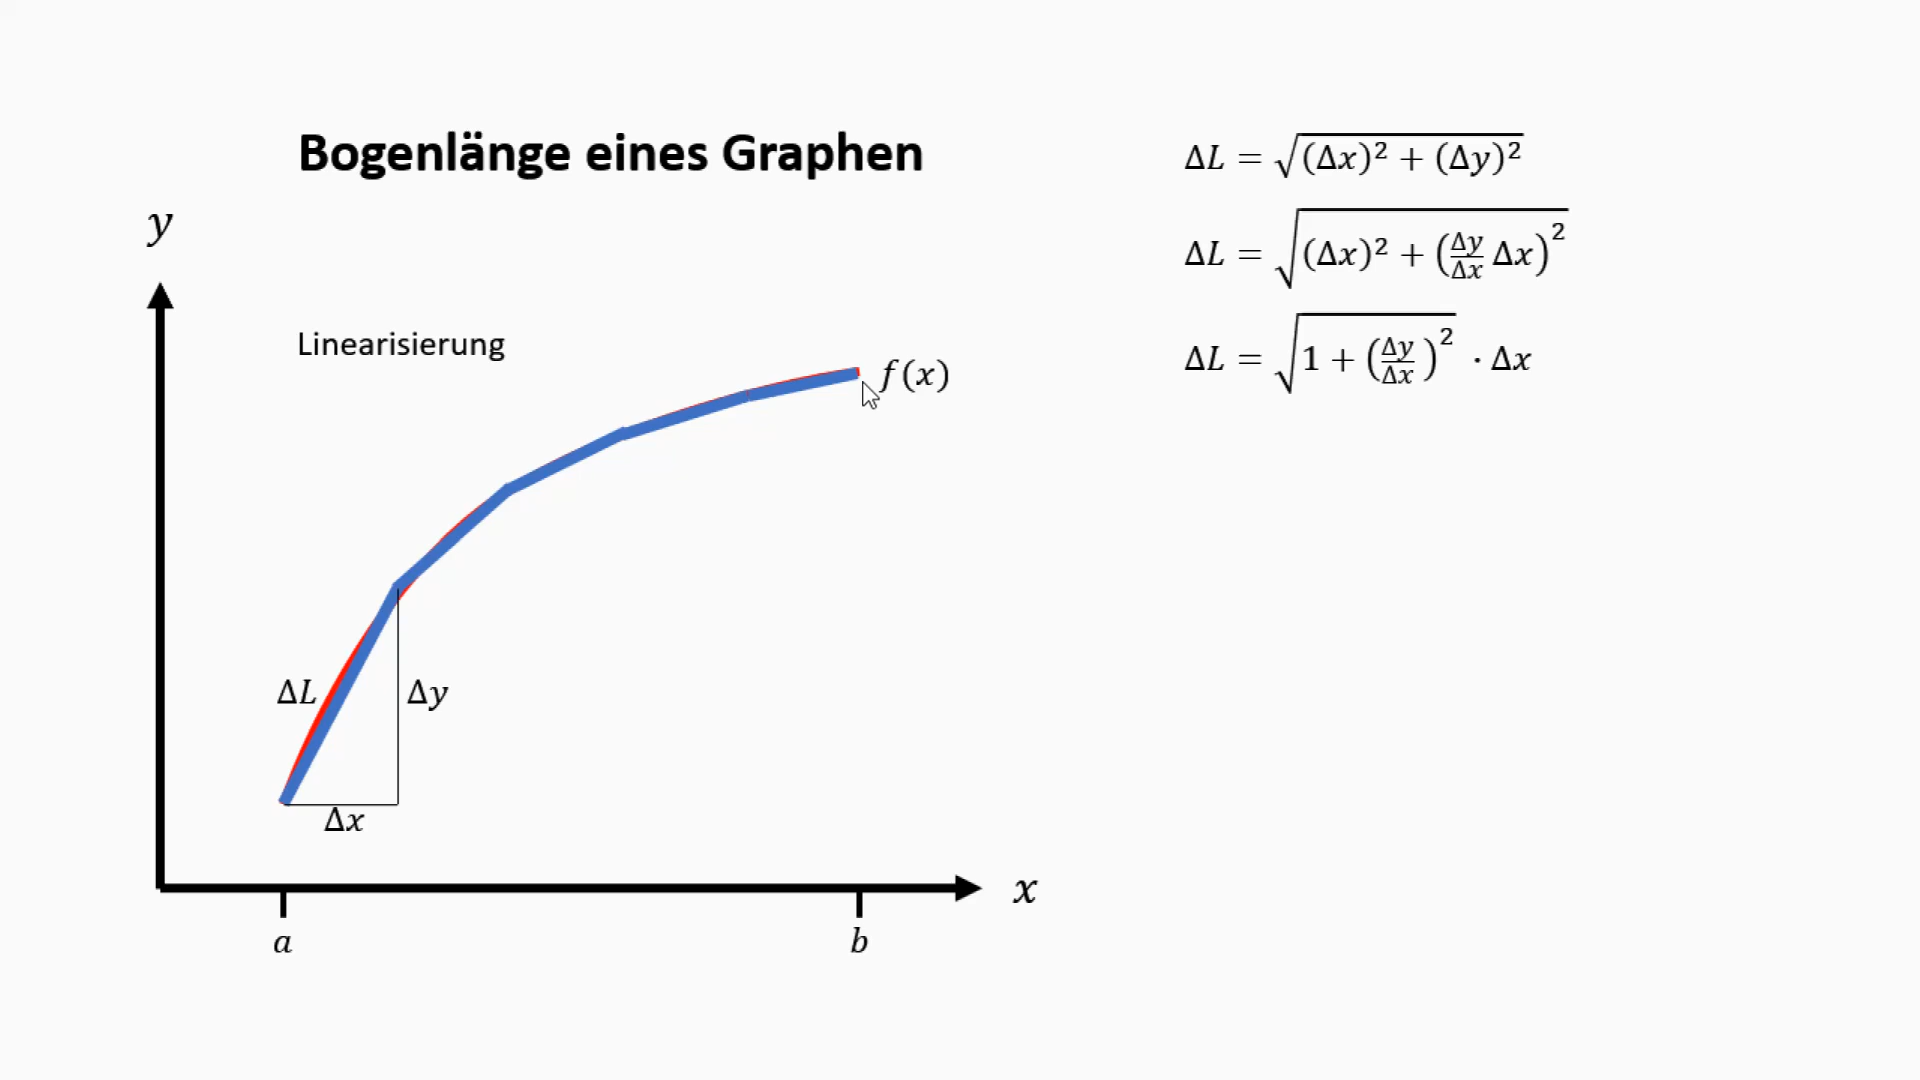 Bogenlänge eines Graphen
y
Linearisierung
f(x)
ΔL
Δy
Δx
x
a
b
ΔL = √((Δx)² + (Δy)²)
ΔL = √((Δx)² + (Δy/Δx Δx)²)
ΔL = √(1 + (Δy/Δx)²) · Δx